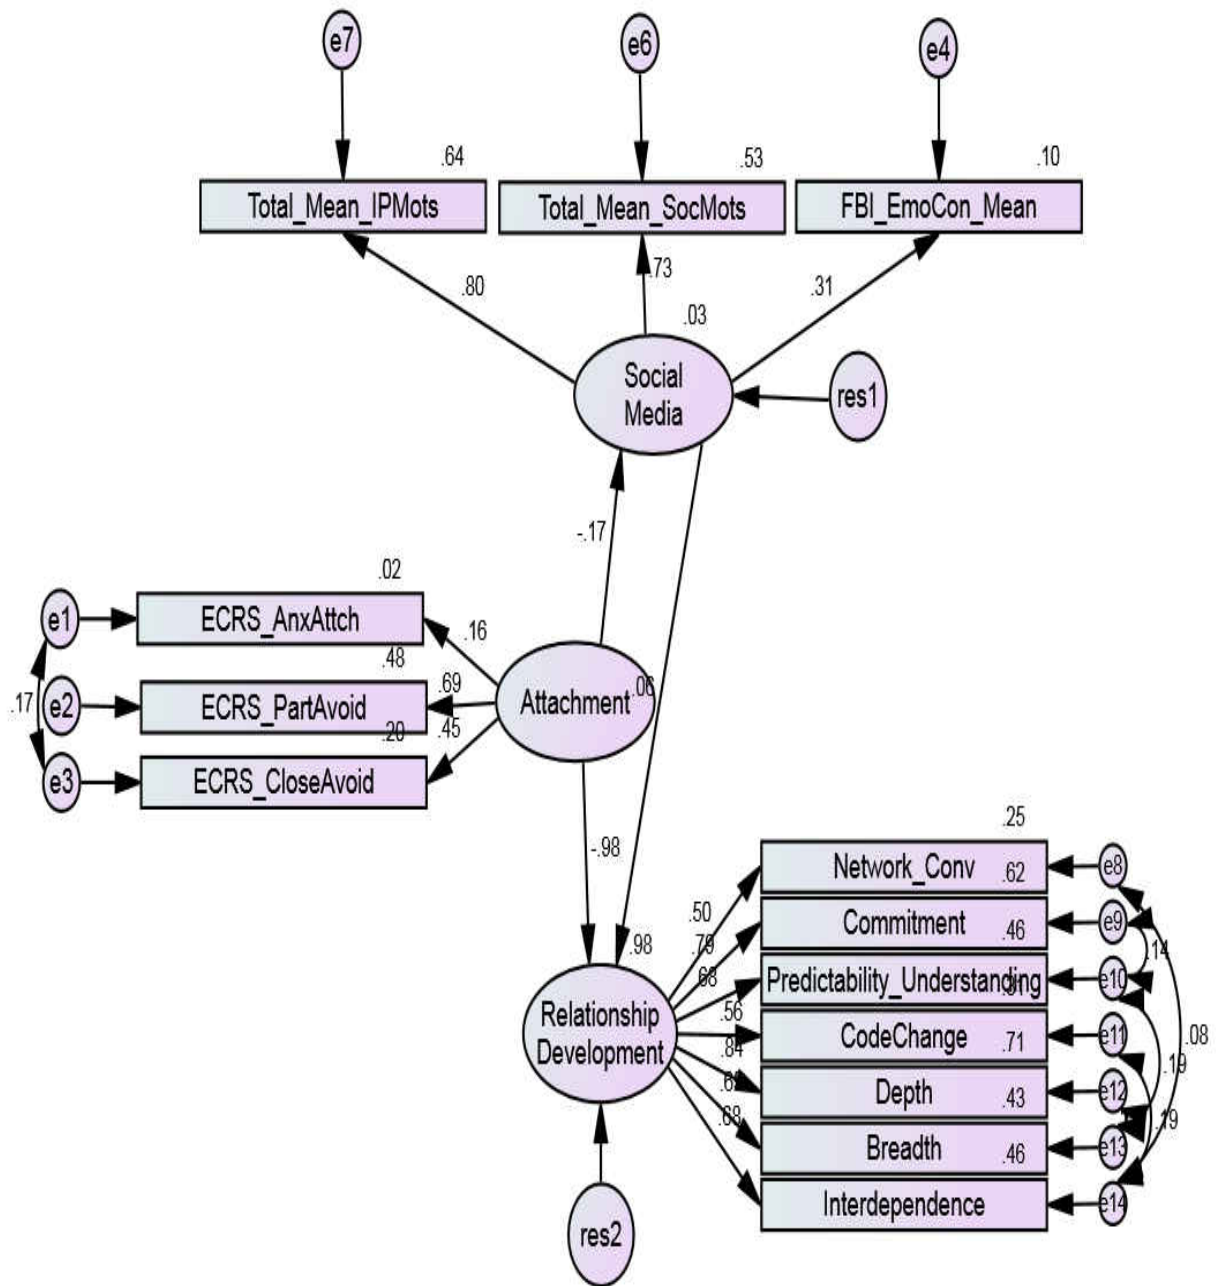 e7
e6
e4
.64
.53
.10
Total_Mean_IPMots
Total_Mean_SocMots
FBI_EmoCon_Mean
.80
.73
.31
.03
Social
Media
res1
-.17
.02
e1
ECRS_AnxAttch
.16
.48
.17
e2
ECRS_PartAvoid
.69
Attachment
.06
.20
.45
e3
ECRS_CloseAvoid
-.98
.25
Network_Conv
.62
e8
.50
Commitment
.46
e9
.98
.79
.14
Predictability_Understanding
e10
.68
Relationship
Development
.56
CodeChange
.71
e11
.08
.84
.19
Depth
.43
e12
.19
Breadth
.46
e13
.68
Interdependence
e14
res2